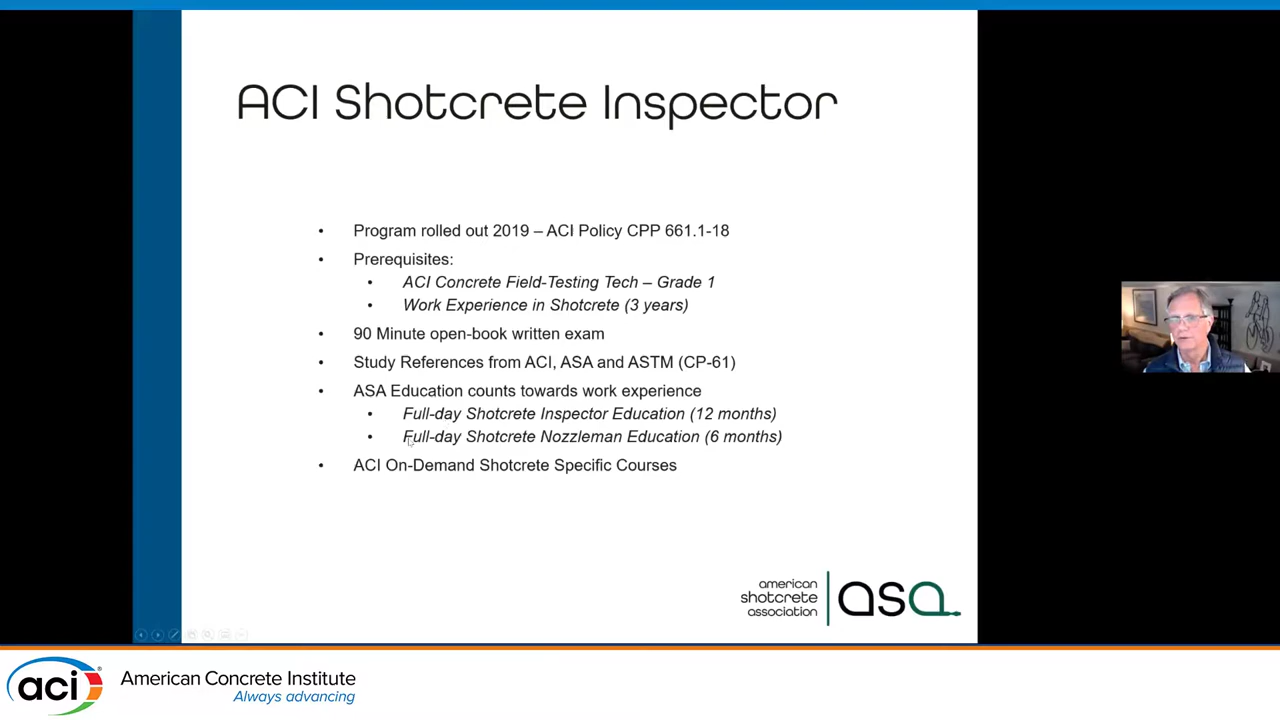 ACI Shotcrete Inspector
• Program rolled out 2019 – ACI Policy CPP 661.1-18
• Prerequisites:
• ACI Concrete Field-Testing Tech – Grade 1
• Work Experience in Shotcrete (3 years)
• 90 Minute open-book written exam
• Study References from ACI, ASA and ASTM (CP-61)
• ASA Education counts towards work experience
• Full-day Shotcrete Inspector Education (12 months)
• Full-day Shotcrete Nozzleman Education (6 months)
• ACI On-Demand Shotcrete Specific Courses
american
shotcrete
association
asa
aci®
American Concrete Institute
Always advancing